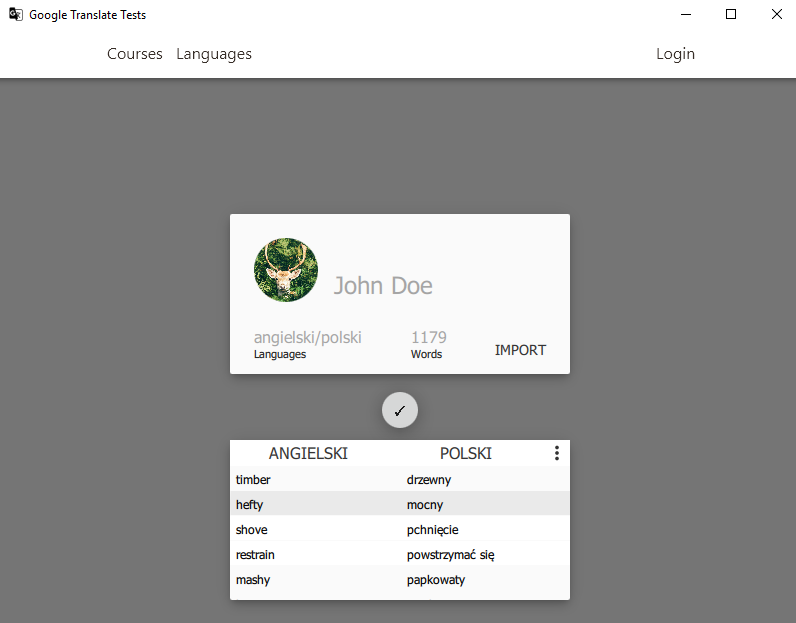 Google Translate Tests
Courses Languages Login
John Doe
angielski/polski 1179
Languages Words IMPORT
✓
ANGIELSKI POLSKI
timber drzewny
hefty mocny
shove pchnięcie
restrain powstrzymać się
mashy papkowaty